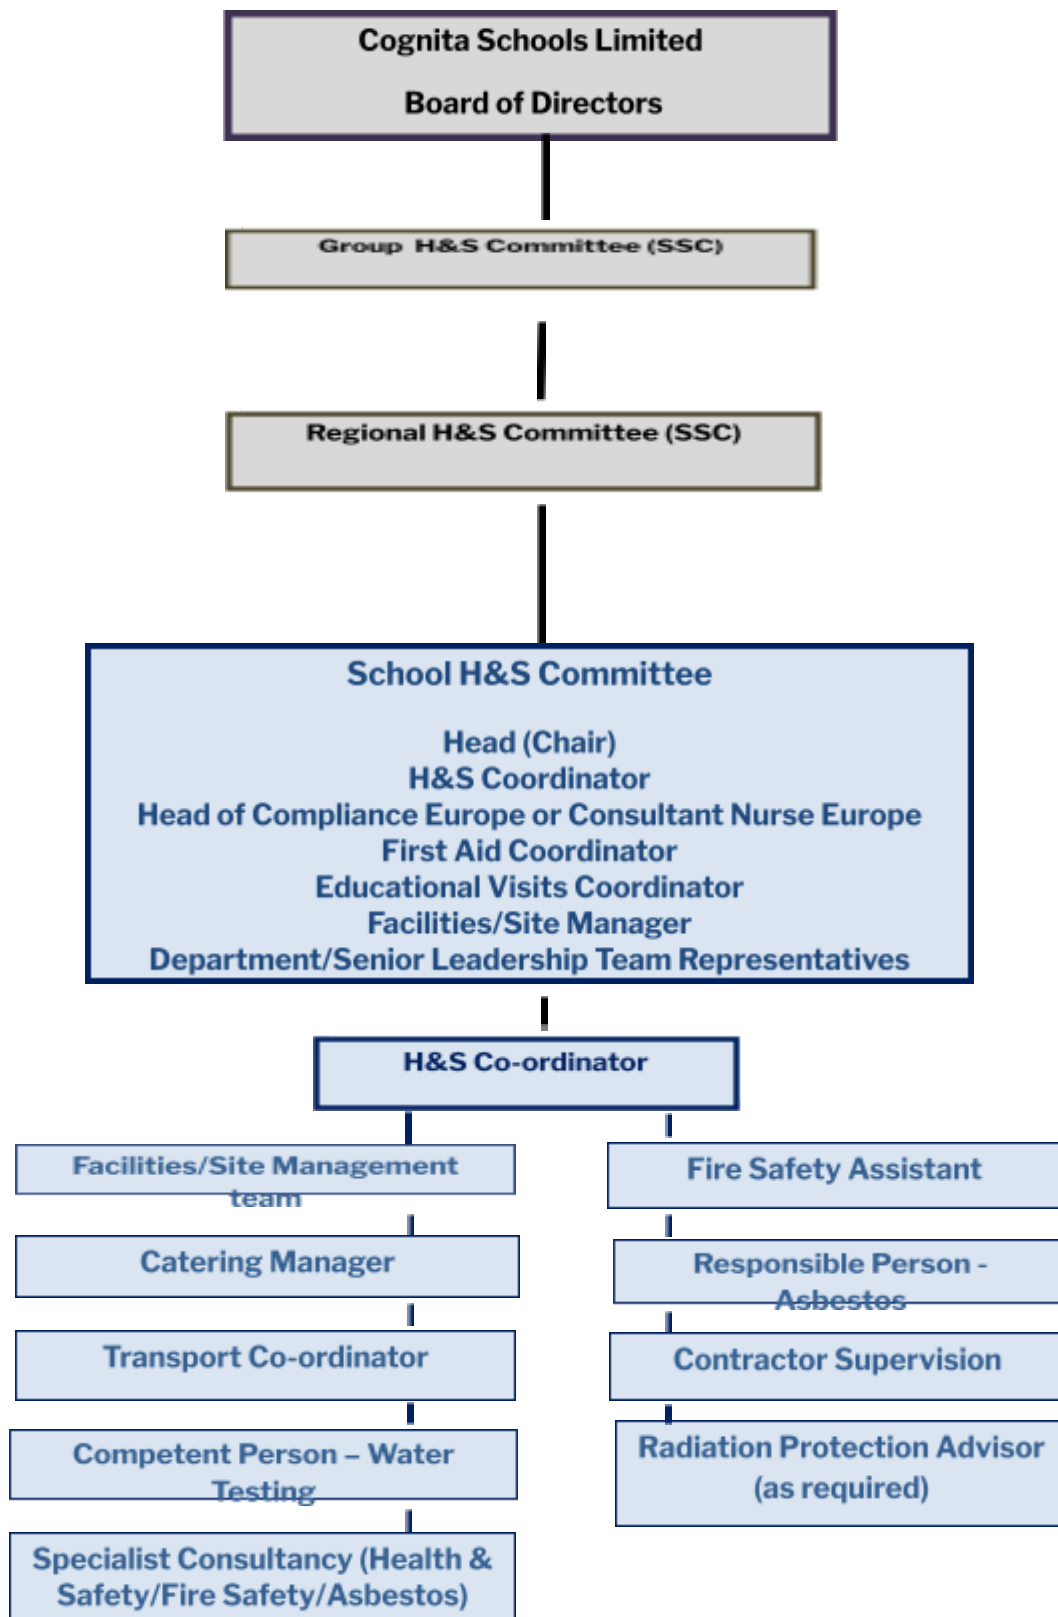 Cognita Schools Limited
Board of Directors
Group H&S Committee (SSC)
Regional H&S Committee (SSC)
School H&S Committee
Head (Chair)
H&S Coordinator
Head of Compliance Europe or Consultant Nurse Europe
First Aid Coordinator
Educational Visits Coordinator
Facilities/Site Manager
Department/Senior Leadership Team Representatives
H&S Co-ordinator
Facilities/Site Management
team
Catering Manager
Transport Co-ordinator
Competent Person – Water
Testing
Specialist Consultancy (Health &
Safety/Fire Safety/Asbestos)
Fire Safety Assistant
Responsible Person -
Asbestos
Contractor Supervision
Radiation Protection Advisor
(as required)